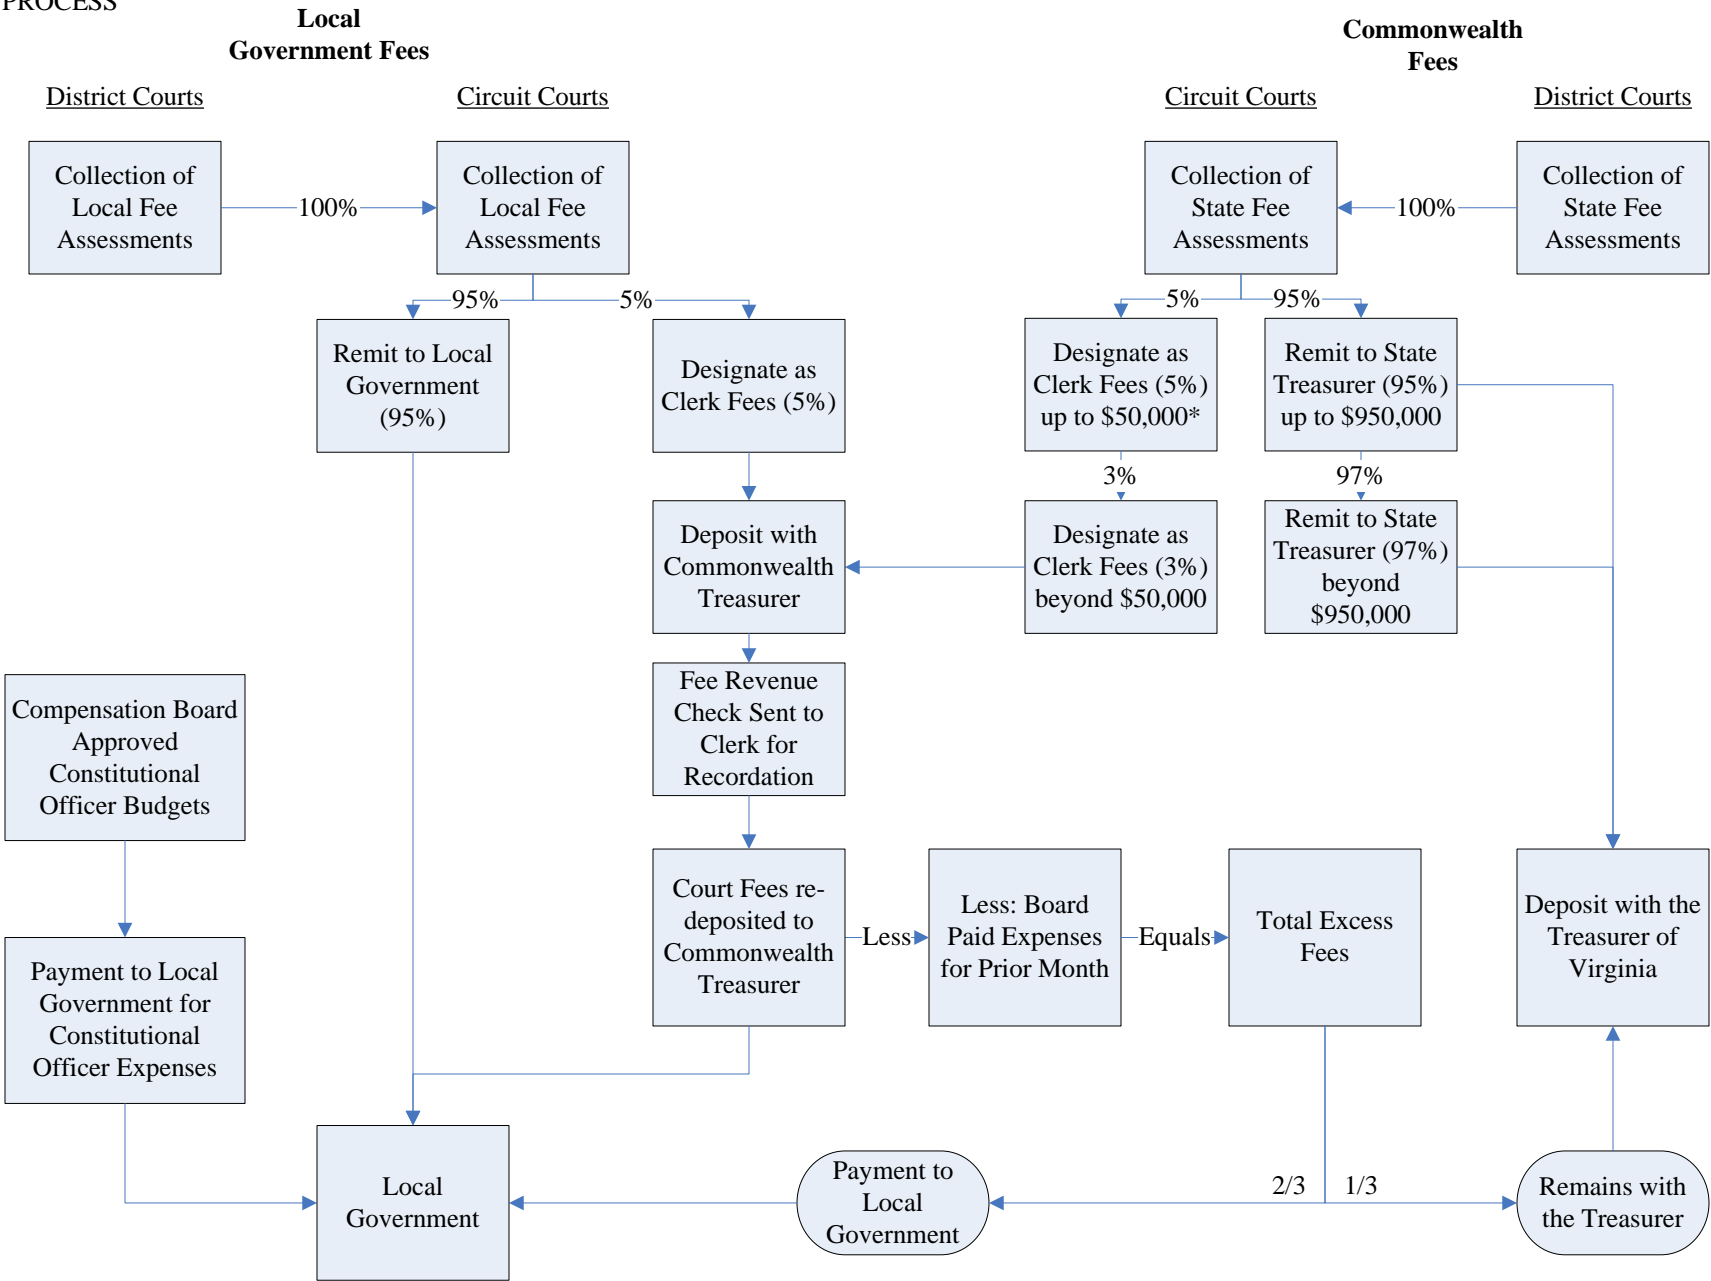 PROCESS
Local
Government Fees
Commonwealth
Fees
District Courts
Circuit Courts
Circuit Courts
District Courts
Collection of
Local Fee
Assessments
100%
Collection of
Local Fee
Assessments
Collection of
State Fee
Assessments
100%
Collection of
State Fee
Assessments
95%
5%
5%
95%
Remit to Local
Government
(95%)
Designate as
Clerk Fees (5%)
Designate as
Clerk Fees (5%)
up to $50,000*
Remit to State
Treasurer (95%)
up to $950,000
3%
97%
Deposit with
Commonwealth
Treasurer
Designate as
Clerk Fees (3%)
beyond $50,000
Remit to State
Treasurer (97%)
beyond
$950,000
Fee Revenue
Check Sent to
Clerk for
Recordation
Compensation Board
Approved
Constitutional
Officer Budgets
Court Fees re-
deposited to
Commonwealth
Treasurer
Less
Less: Board
Paid Expenses
for Prior Month
Equals
Total Excess
Fees
Deposit with the
Treasurer of
Virginia
Payment to Local
Government for
Constitutional
Officer Expenses
Local
Government
Payment to
Local
Government
2/3
1/3
Remains with
the Treasurer